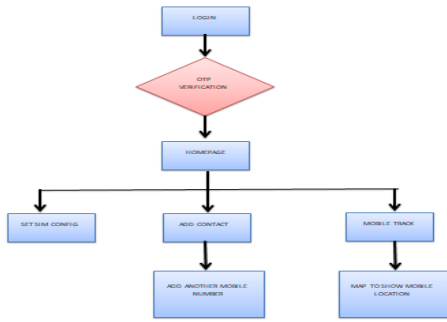 LOGIN
OTP
VERIFICATION
HOMEPAGE
SET SIM CONFIG
ADD CONTACT
MOBILE TRACK
ADD ANOTHER MOBILE
NUMBER
MAP TO SHOW MOBILE
LOCATION